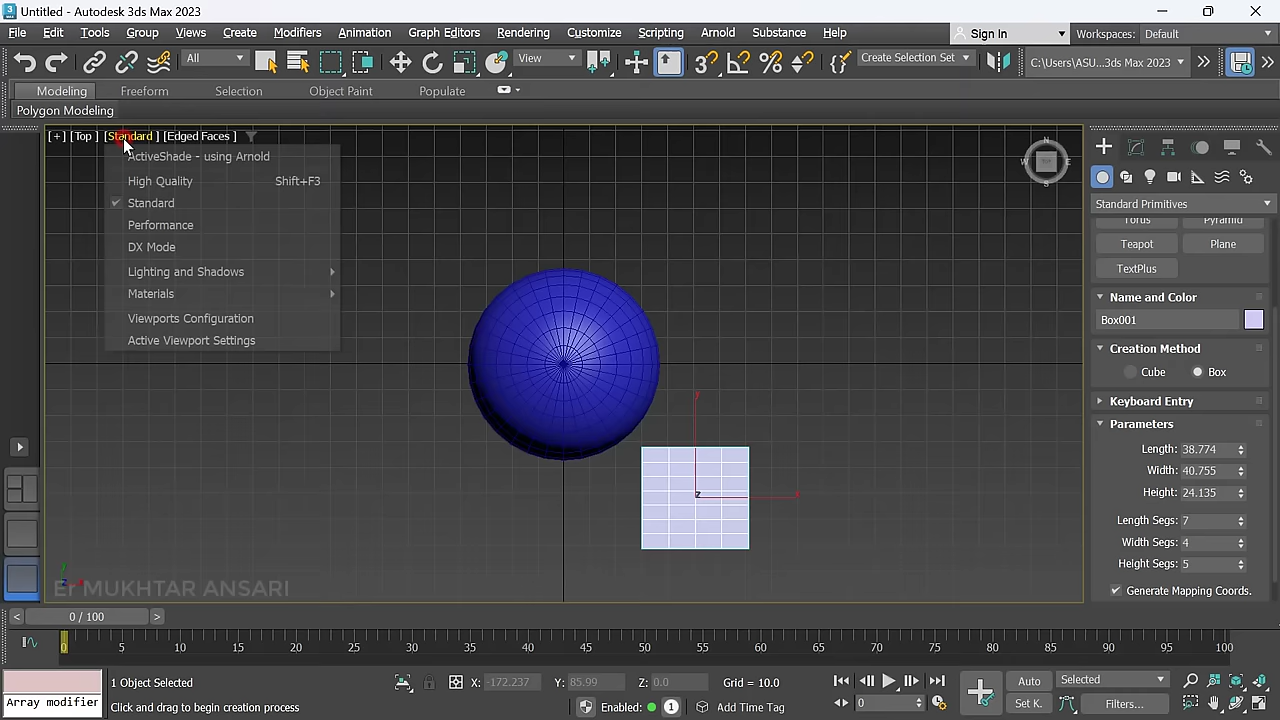 Untitled - Autodesk 3ds Max 2023
File Edit Tools Group Views Create Modifiers Animation Graph Editors Rendering Customize Scripting Arnold Substance Help Sign In Workspaces: Default
All View Create Selection Set C:\Users\ASU...3ds Max 2023
Modeling Freeform Selection Object Paint Populate
Polygon Modeling
[+] [Top ] [Standard ] [Edged Faces ]
ActiveShade - using Arnold
High Quality Shift+F3
Standard
Performance
DX Mode
Lighting and Shadows
Materials
Viewports Configuration
Active Viewport Settings
N
W E
S
y
z x
Er MUKHTAR ANSARI
Standard Primitives
Torus Pyramid
Teapot Plane
TextPlus
Name and Color
Box001
Creation Method
Cube Box
Keyboard Entry
Parameters
Length: 38.774
Width: 40.755
Height: 24.135
Length Segs: 7
Width Segs: 4
Height Segs: 5
Generate Mapping Coords.
< 0 / 100 >
0 5 10 15 20 25 30 35 40 45 50 55 60 65 70 75 80 85 90 95 100
1 Object Selected X: -172.237 Y: 85.99 Z: 0.0 Grid = 10.0 Auto Selected
Array modifier Click and drag to begin creation process Enabled: 1 Add Time Tag 0 Set K. Filters...